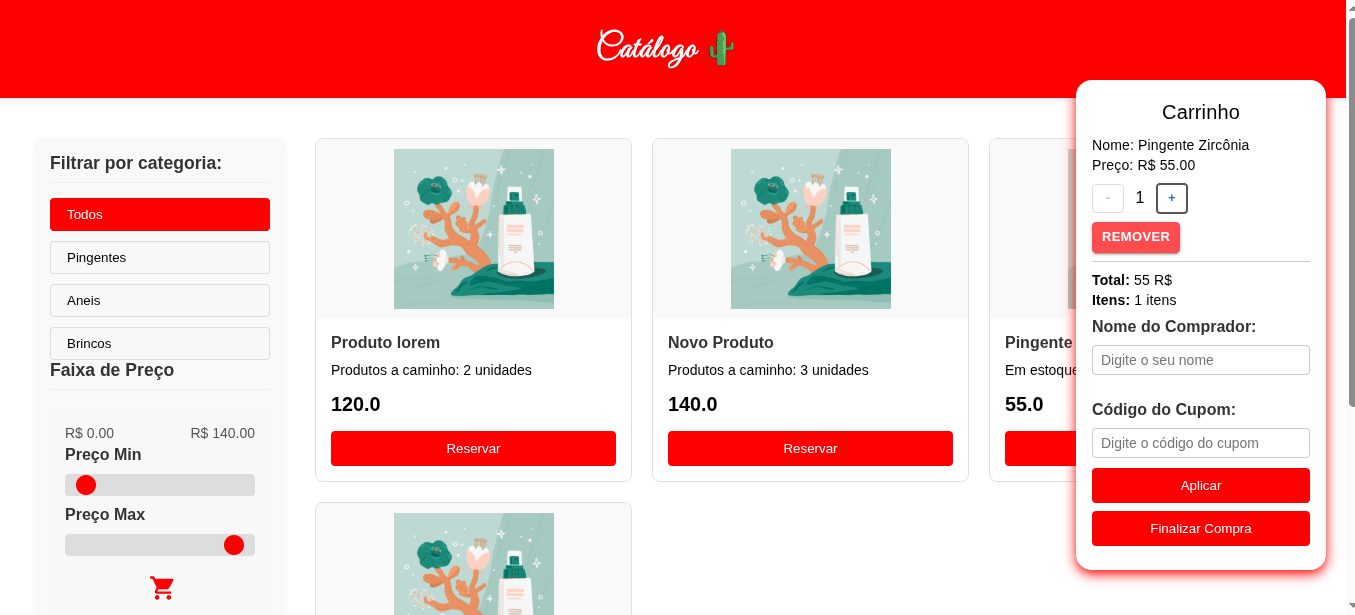 Catálogo
Filtrar por categoria:
Todos
Pingentes
Aneis
Brincos
Faixa de Preço
R$ 0.00 R$ 140.00
Preço Min
Preço Max
Produto lorem
Produtos a caminho: 2 unidades
120.0
Reservar
Novo Produto
Produtos a caminho: 3 unidades
140.0
Reservar
Pingente
Em estoque
55.0
Carrinho
Nome: Pingente Zircônia
Preço: R$ 55.00
- 1 +
REMOVER
Total: 55 R$
Itens: 1 itens
Nome do Comprador:
Digite o seu nome
Código do Cupom:
Digite o código do cupom
Aplicar
Finalizar Compra